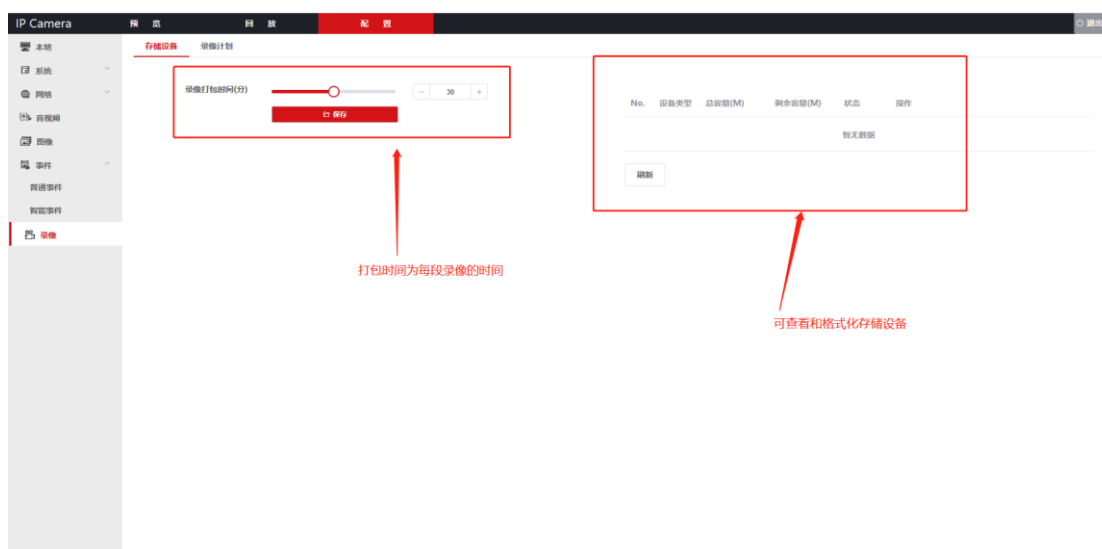 IP Camera 预 览 回 放 配 置 退出
本地
系统
网络
音视频
图像
事件
普通事件
智能事件
录像
存储设备 录像计划
录像打包时间(分) － 30 +
保存
打包时间为每段录像的时间
No. 设备类型 总容量(M) 剩余容量(M) 状态 操作
暂无数据
刷新
可查看和格式化存储设备